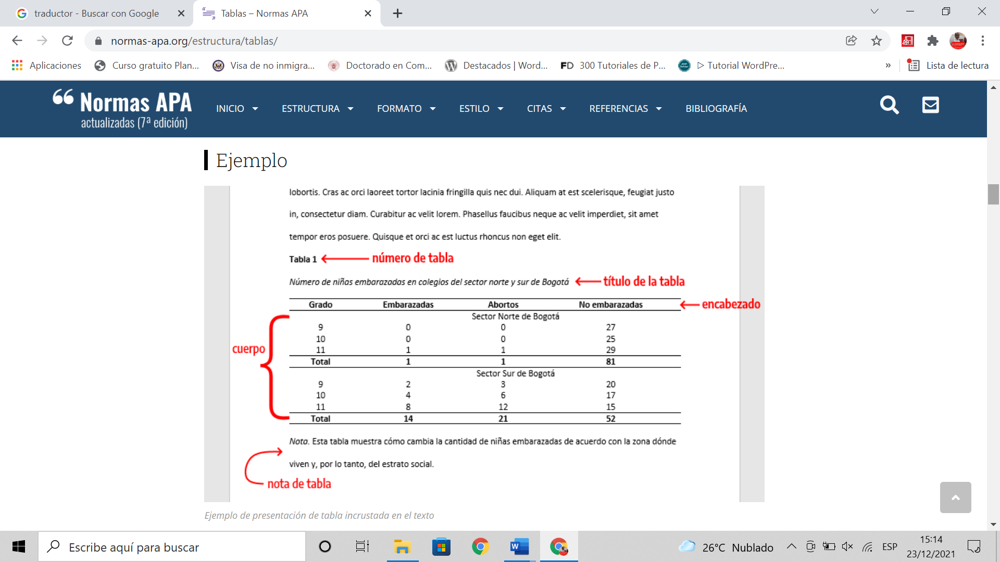 traductor - Buscar con Google
Tablas – Normas APA
normas-apa.org/estructura/tablas/
Aplicaciones
Curso gratuito Plan...
Visa de no inmigra...
Doctorado en Com...
Destacados | Word...
FD 300 Tutoriales de P...
▷ Tutorial WordPre...
»
Lista de lectura
Normas APA
actualizadas (7ª edición)
INICIO
ESTRUCTURA
FORMATO
ESTILO
CITAS
REFERENCIAS
BIBLIOGRAFÍA
Ejemplo
lobortis. Cras ac orci laoreet tortor lacinia fringilla quis nec dui. Aliquam at est scelerisque, feugiat justo
in, consectetur diam. Curabitur ac velit lorem. Phasellus faucibus neque ac velit imperdiet, sit amet
tempor eros posuere. Quisque et orci ac est luctus rhoncus non eget elit.
Tabla 1 número de tabla
Número de niñas embarazadas en colegios del sector norte y sur de Bogotá título de la tabla
Grado Embarazadas Abortos No embarazadas encabezado
Sector Norte de Bogotá
9 0 0 27
10 0 0 25
11 1 1 29
cuerpo
Total 1 1 81
Sector Sur de Bogotá
9 2 3 20
10 4 6 17
11 8 12 15
Total 14 21 52
Nota. Esta tabla muestra cómo cambia la cantidad de niñas embarazadas de acuerdo con la zona dónde
viven y, por lo tanto, del estrato social.
nota de tabla
Ejemplo de presentación de tabla incrustada en el texto
Escribe aquí para buscar
26°C Nublado
ESP
15:14
23/12/2021